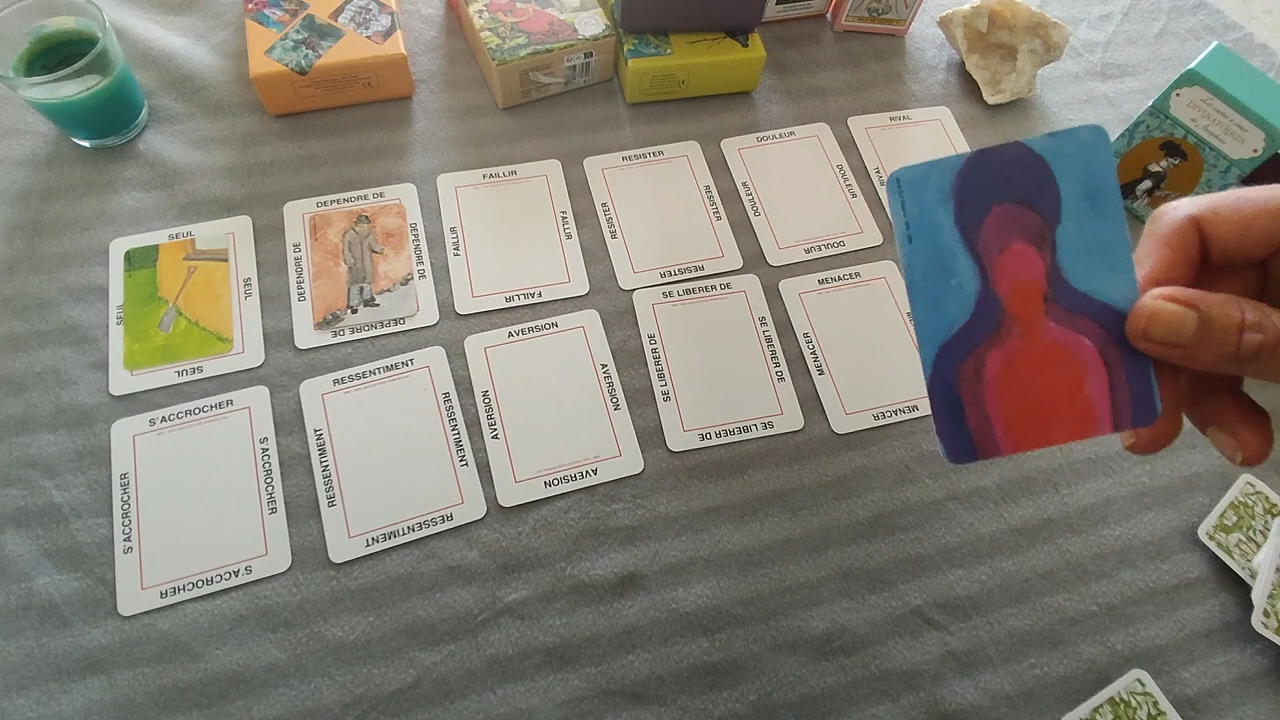 SEUL
SEUL
SEUL
SEUL
DEPENDRE DE
DEPENDRE DE
DEPENDRE DE
DEPENDRE DE
FAILLIR
FAILLIR
FAILLIR
FAILLIR
RESISTER
RESISTER
RESISTER
RESISTER
DOULEUR
DOULEUR
DOULEUR
DOULEUR
RIVAL
RIVAL
S'ACCROCHER
S'ACCROCHER
S'ACCROCHER
S'ACCROCHER
RESSENTIMENT
RESSENTIMENT
RESSENTIMENT
RESSENTIMENT
AVERSION
AVERSION
AVERSION
AVERSION
SE LIBERER DE
SE LIBERER DE
SE LIBERER DE
SE LIBERER DE
MENACER
MENACER
MENACER
DIVINATOIRES